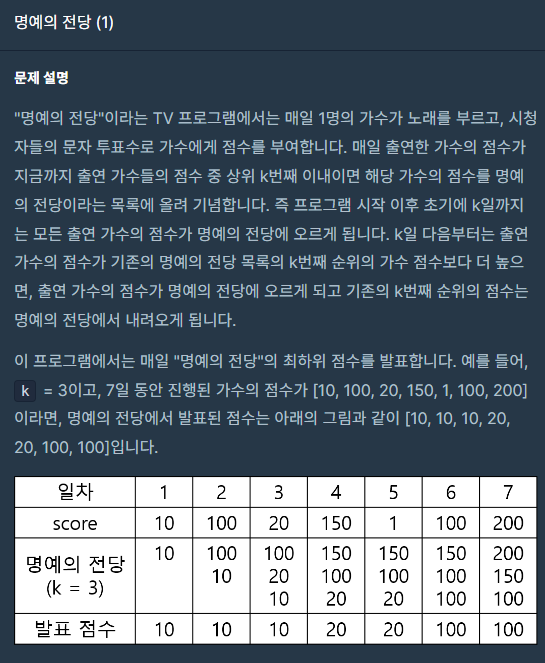 명예의 전당 (1)
문제 설명
"명예의 전당"이라는 TV 프로그램에서는 매일 1명의 가수가 노래를 부르고, 시청
자들의 문자 투표수로 가수에게 점수를 부여합니다. 매일 출연한 가수의 점수가
지금까지 출연 가수들의 점수 중 상위 k번째 이내이면 해당 가수의 점수를 명예
의 전당이라는 목록에 올려 기념합니다. 즉 프로그램 시작 이후 초기에 k일까지
는 모든 출연 가수의 점수가 명예의 전당에 오르게 됩니다. k일 다음부터는 출연
가수의 점수가 기존의 명예의 전당 목록의 k번째 순위의 가수 점수보다 더 높으
면, 출연 가수의 점수가 명예의 전당에 오르게 되고 기존의 k번째 순위의 점수는
명예의 전당에서 내려오게 됩니다.
이 프로그램에서는 매일 "명예의 전당"의 최하위 점수를 발표합니다. 예를 들어,
k = 3이고, 7일 동안 진행된 가수의 점수가 [10, 100, 20, 150, 1, 100, 200]
이라면, 명예의 전당에서 발표된 점수는 아래의 그림과 같이 [10, 10, 10, 20,
20, 100, 100]입니다.
일차 1 2 3 4 5 6 7
score 10 100 20 150 1 100 200
명예의 전당 (k = 3) 10 100 10 100 20 10 150 100 20 150 100 20 150 100 100 200 150 100
발표 점수 10 10 10 20 20 100 100